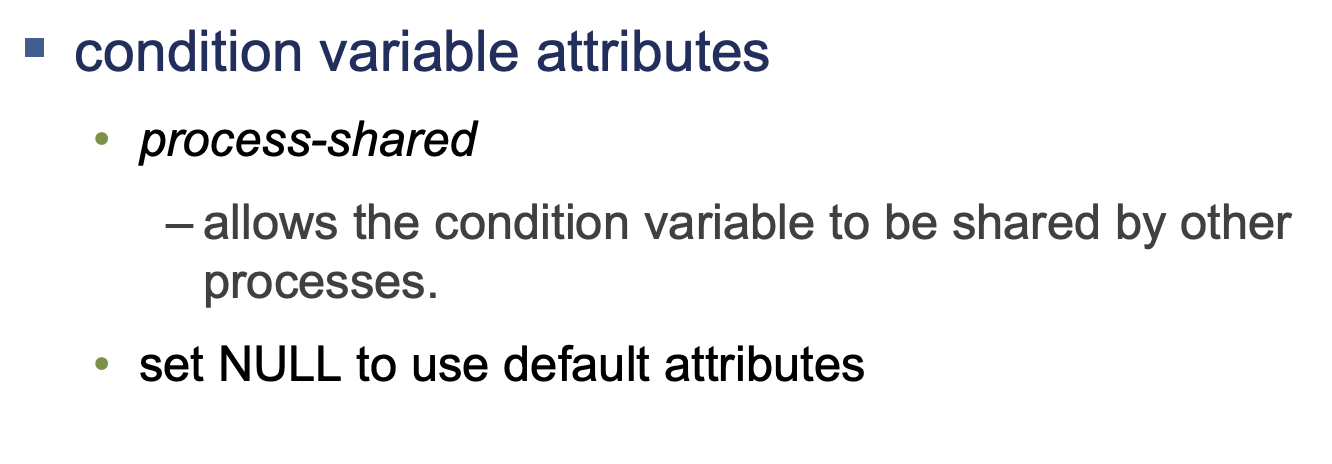 ▪ condition variable attributes
• process-shared
– allows the condition variable to be shared by other
processes.
• set NULL to use default attributes